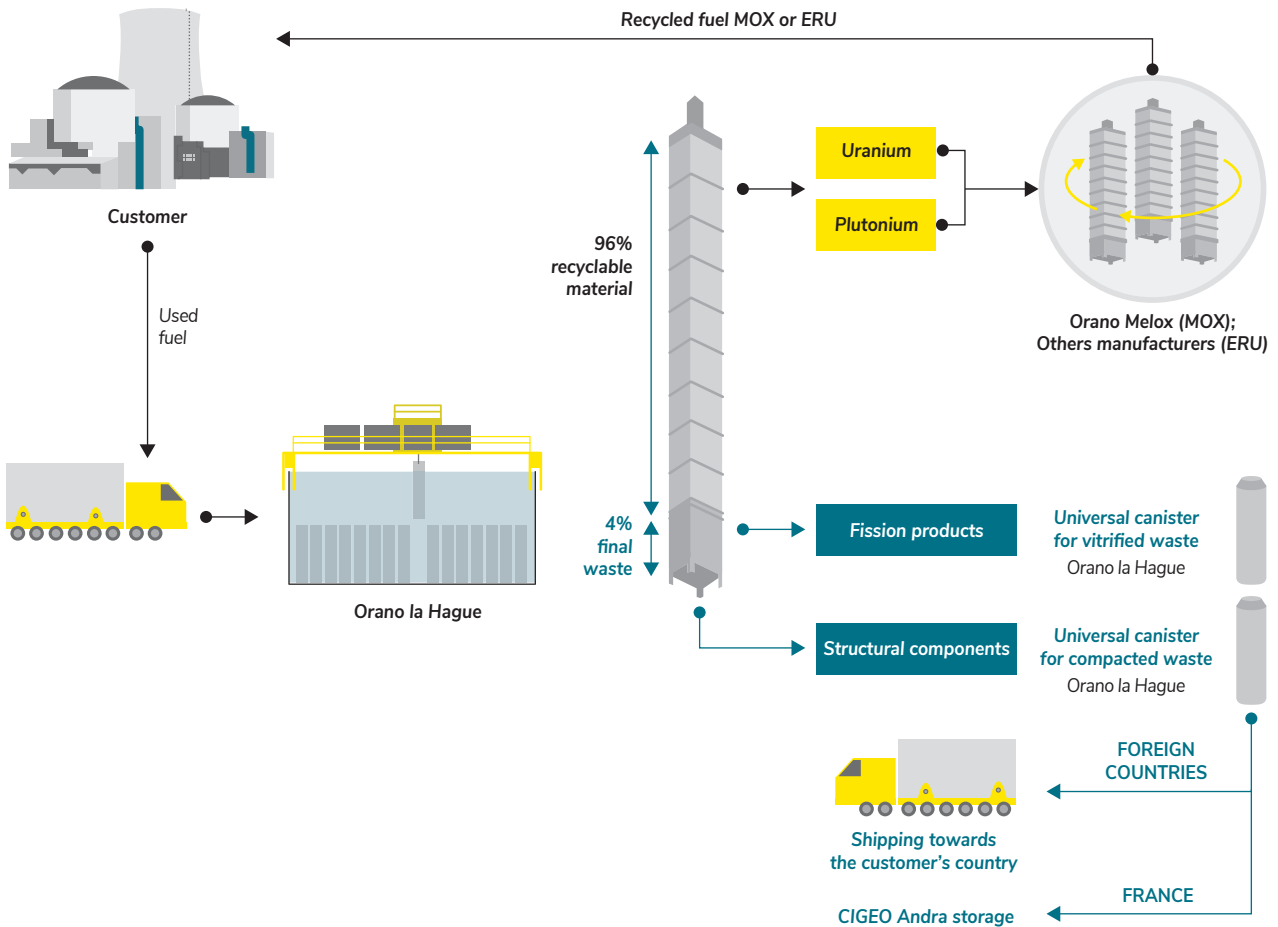 Recycled fuel MOX or ERU
Customer
Used
fuel
Orano la Hague
96%
recyclable
material
4%
final
waste
Uranium
Plutonium
Orano Melox (MOX);
Others manufacturers (ERU)
Fission products
Universal canister
for vitrified waste
Orano la Hague
Structural components
Universal canister
for compacted waste
Orano la Hague
FOREIGN
COUNTRIES
Shipping towards
the customer's country
FRANCE
CIGEO Andra storage